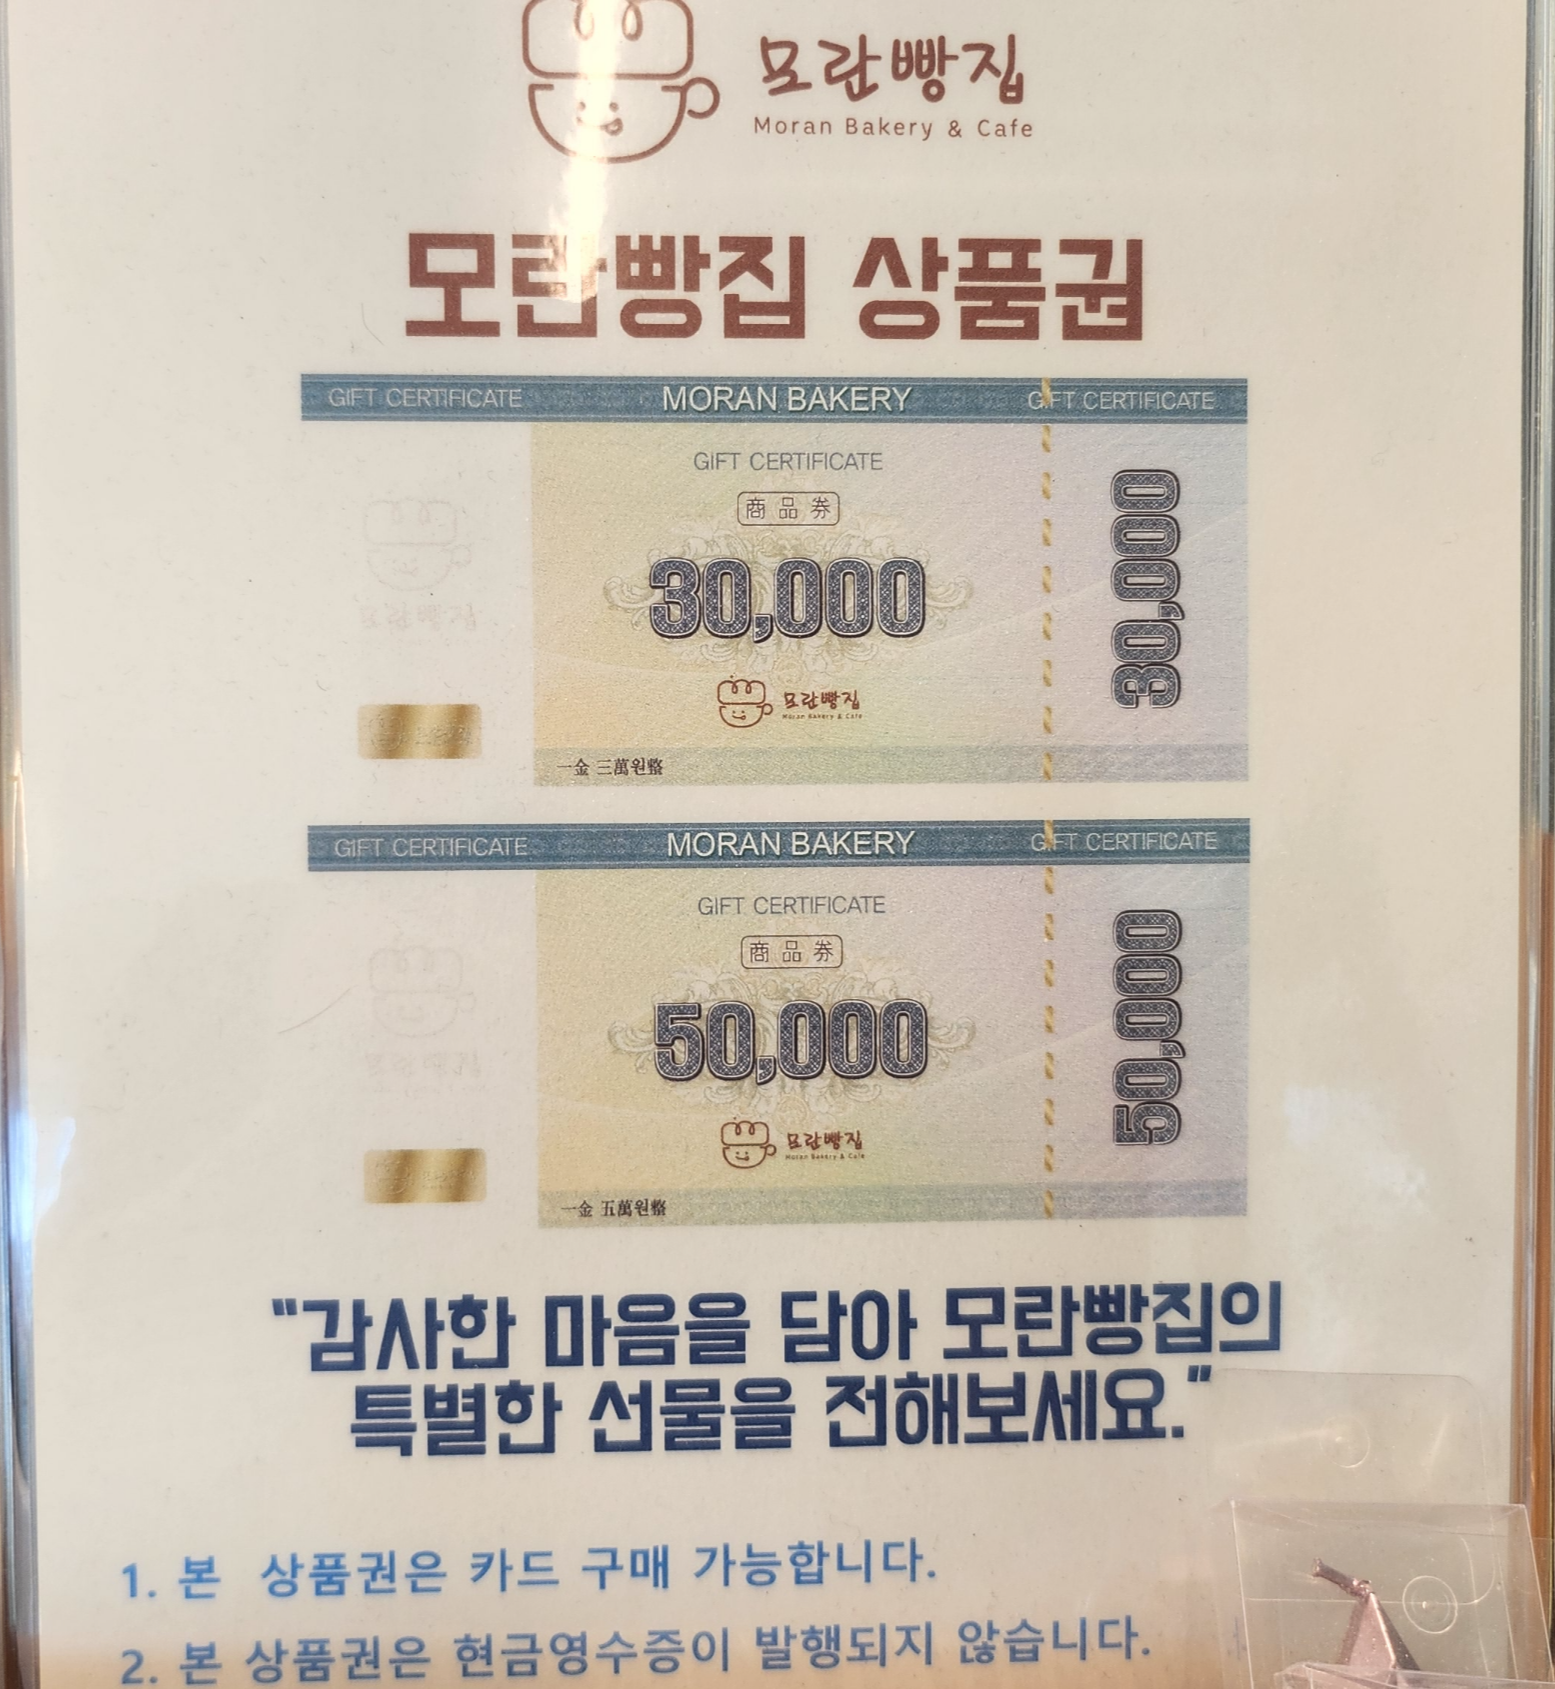 모란빵집
Moran Bakery & Cafe
모란빵집 상품권
GIFT CERTIFICATE MORAN BAKERY GIFT CERTIFICATE
GIFT CERTIFICATE
商品券
30,000
30,000
모란빵집
Moran Bakery & Cafe
一金 三萬원整
GIFT CERTIFICATE MORAN BAKERY GIFT CERTIFICATE
GIFT CERTIFICATE
商品券
50,000
50,000
모란빵집
Moran Bakery & Cafe
一金 五萬원整
"감사한 마음을 담아 모란빵집의
특별한 선물을 전해보세요."
1. 본 상품권은 카드 구매 가능합니다.
2. 본 상품권은 현금영수증이 발행되지 않습니다.